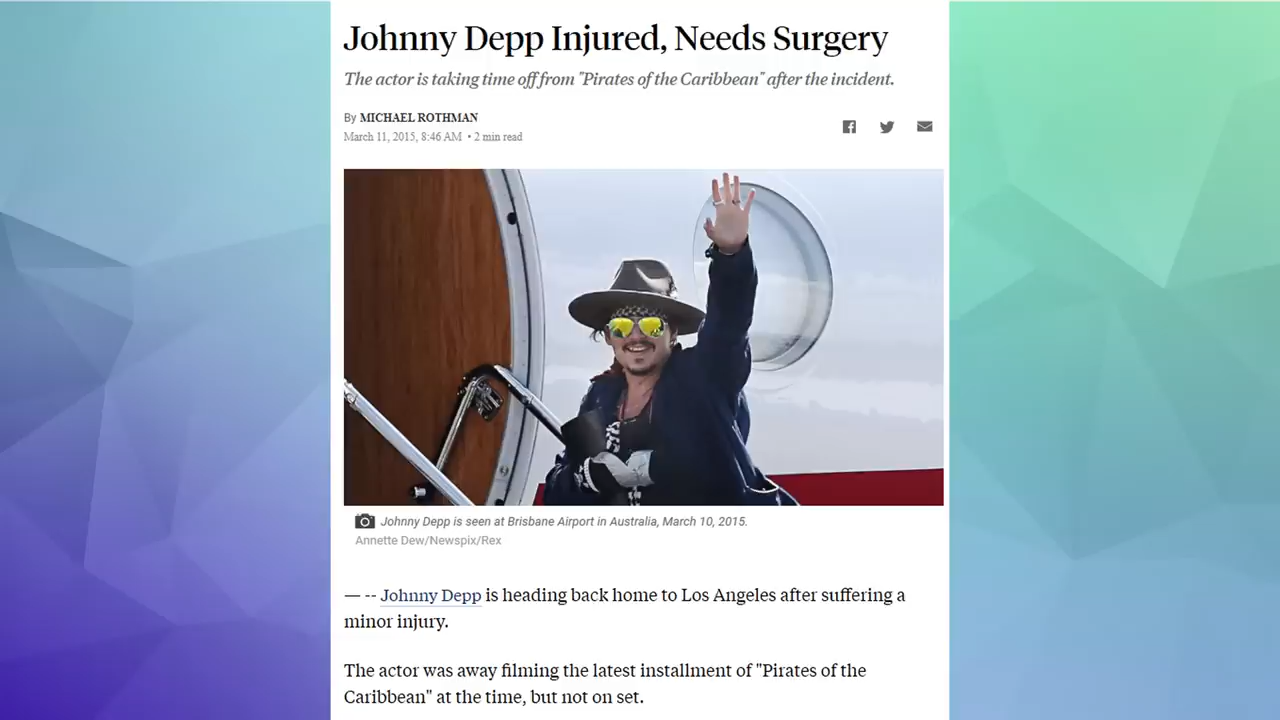 Johnny Depp Injured, Needs Surgery
The actor is taking time off from "Pirates of the Caribbean" after the incident.
By MICHAEL ROTHMAN
March 11, 2015, 8:46 AM • 2 min read
Johnny Depp is seen at Brisbane Airport in Australia, March 10, 2015.
Annette Dew/Newspix/Rex
— -- Johnny Depp is heading back home to Los Angeles after suffering a
minor injury.
The actor was away filming the latest installment of "Pirates of the
Caribbean" at the time, but not on set.